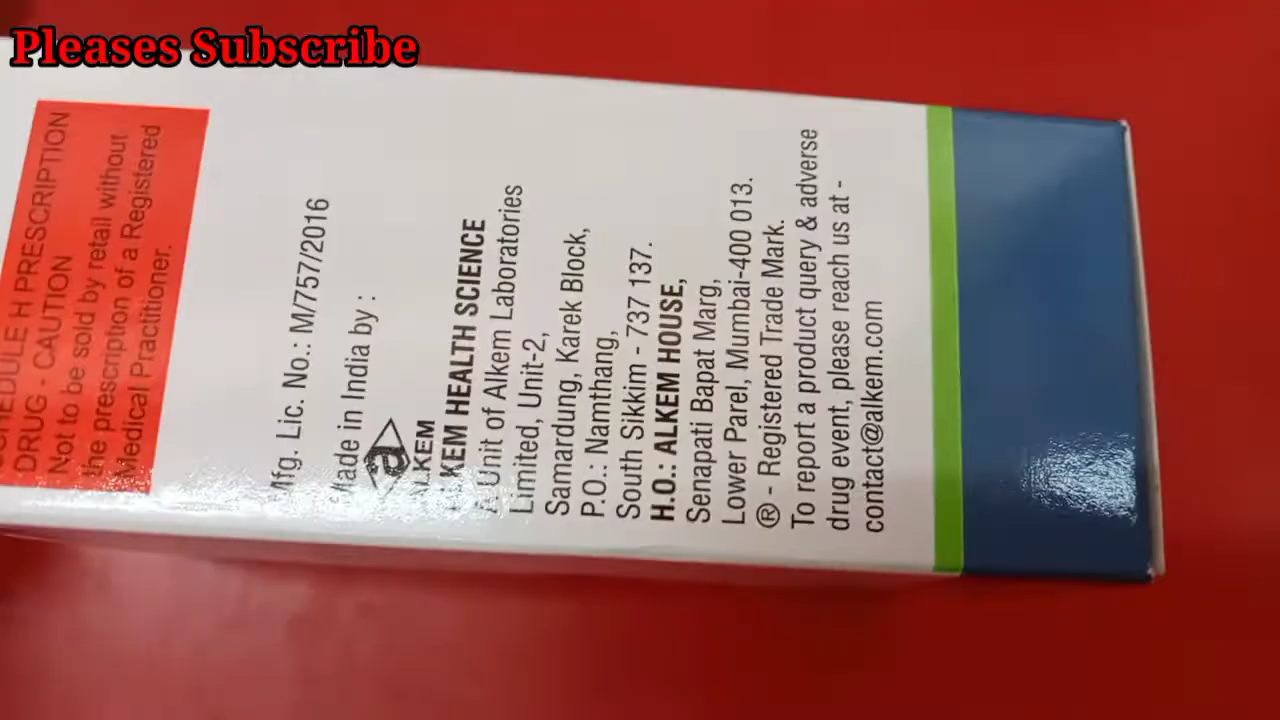 Pleases Subscribe
SCHEDULE H PRESCRIPTION
DRUG - CAUTION
Not to be sold by retail without
the prescription of a Registered
Medical Practitioner.
Mfg. Lic. No.: M/757/2016
Made in India by :
a
ALKEM
ALKEM HEALTH SCIENCE
A Unit of Alkem Laboratories
Limited, Unit-2,
Samardung, Karek Block,
P.O.: Namthang,
South Sikkim - 737 137.
H.O.: ALKEM HOUSE,
Senapati Bapat Marg,
Lower Parel, Mumbai-400 013.
® - Registered Trade Mark.
To report a product query & adverse
drug event, please reach us at -
contact@alkem.com